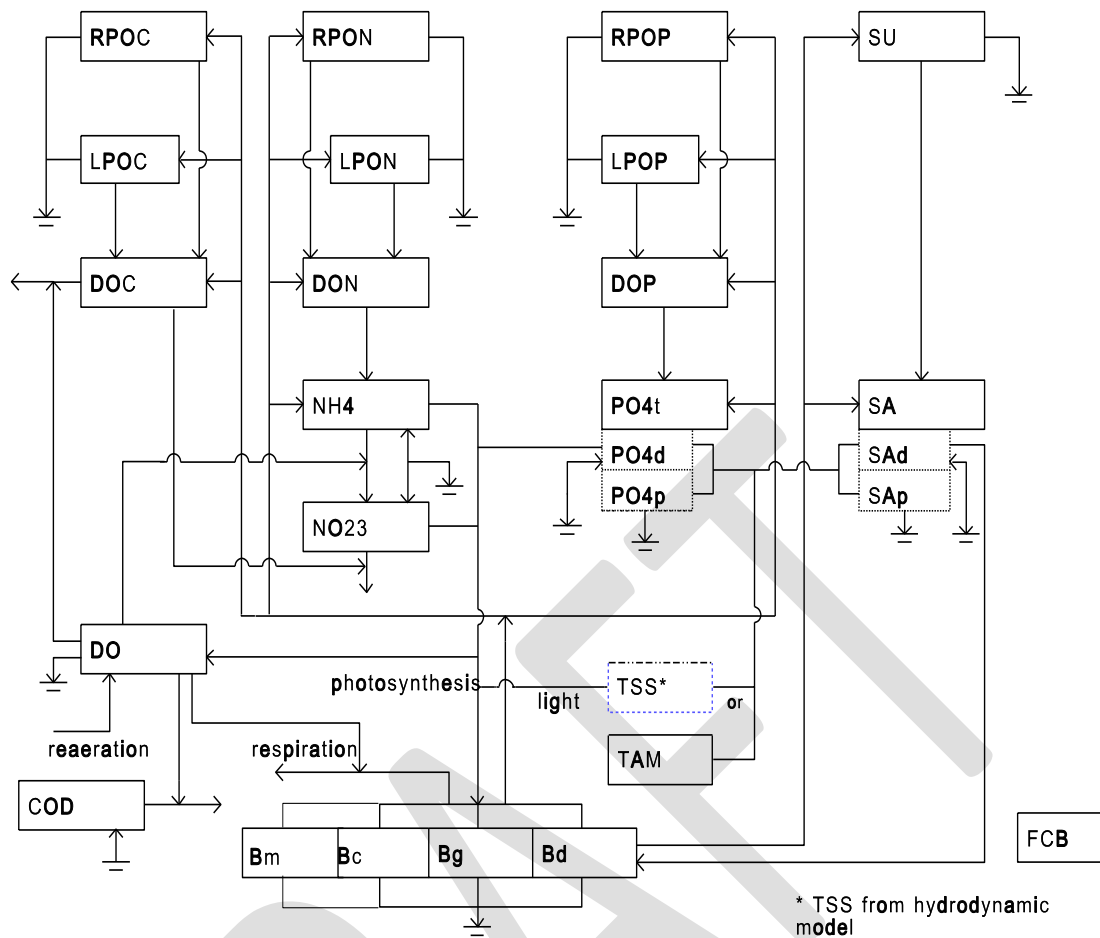 RPOC
RPON
RPOP
SU
LPOC
LPON
LPOP
DOC
DON
DOP
NH4
PO4t
SA
PO4d
SAd
PO4p
SAp
NO23
DO
photosynthesis
light
TSS*
or
reaeration
respiration
TAM
COD
Bm
Bc
Bg
Bd
FCB
* TSS from hydrodynamic
model
DRAFT